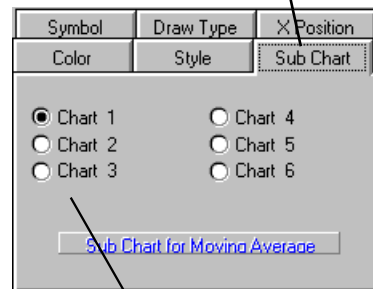 Symbol Draw Type X Position
Color Style Sub Chart
Chart 1 Chart 4
Chart 2 Chart 5
Chart 3 Chart 6
Sub Chart for Moving Average